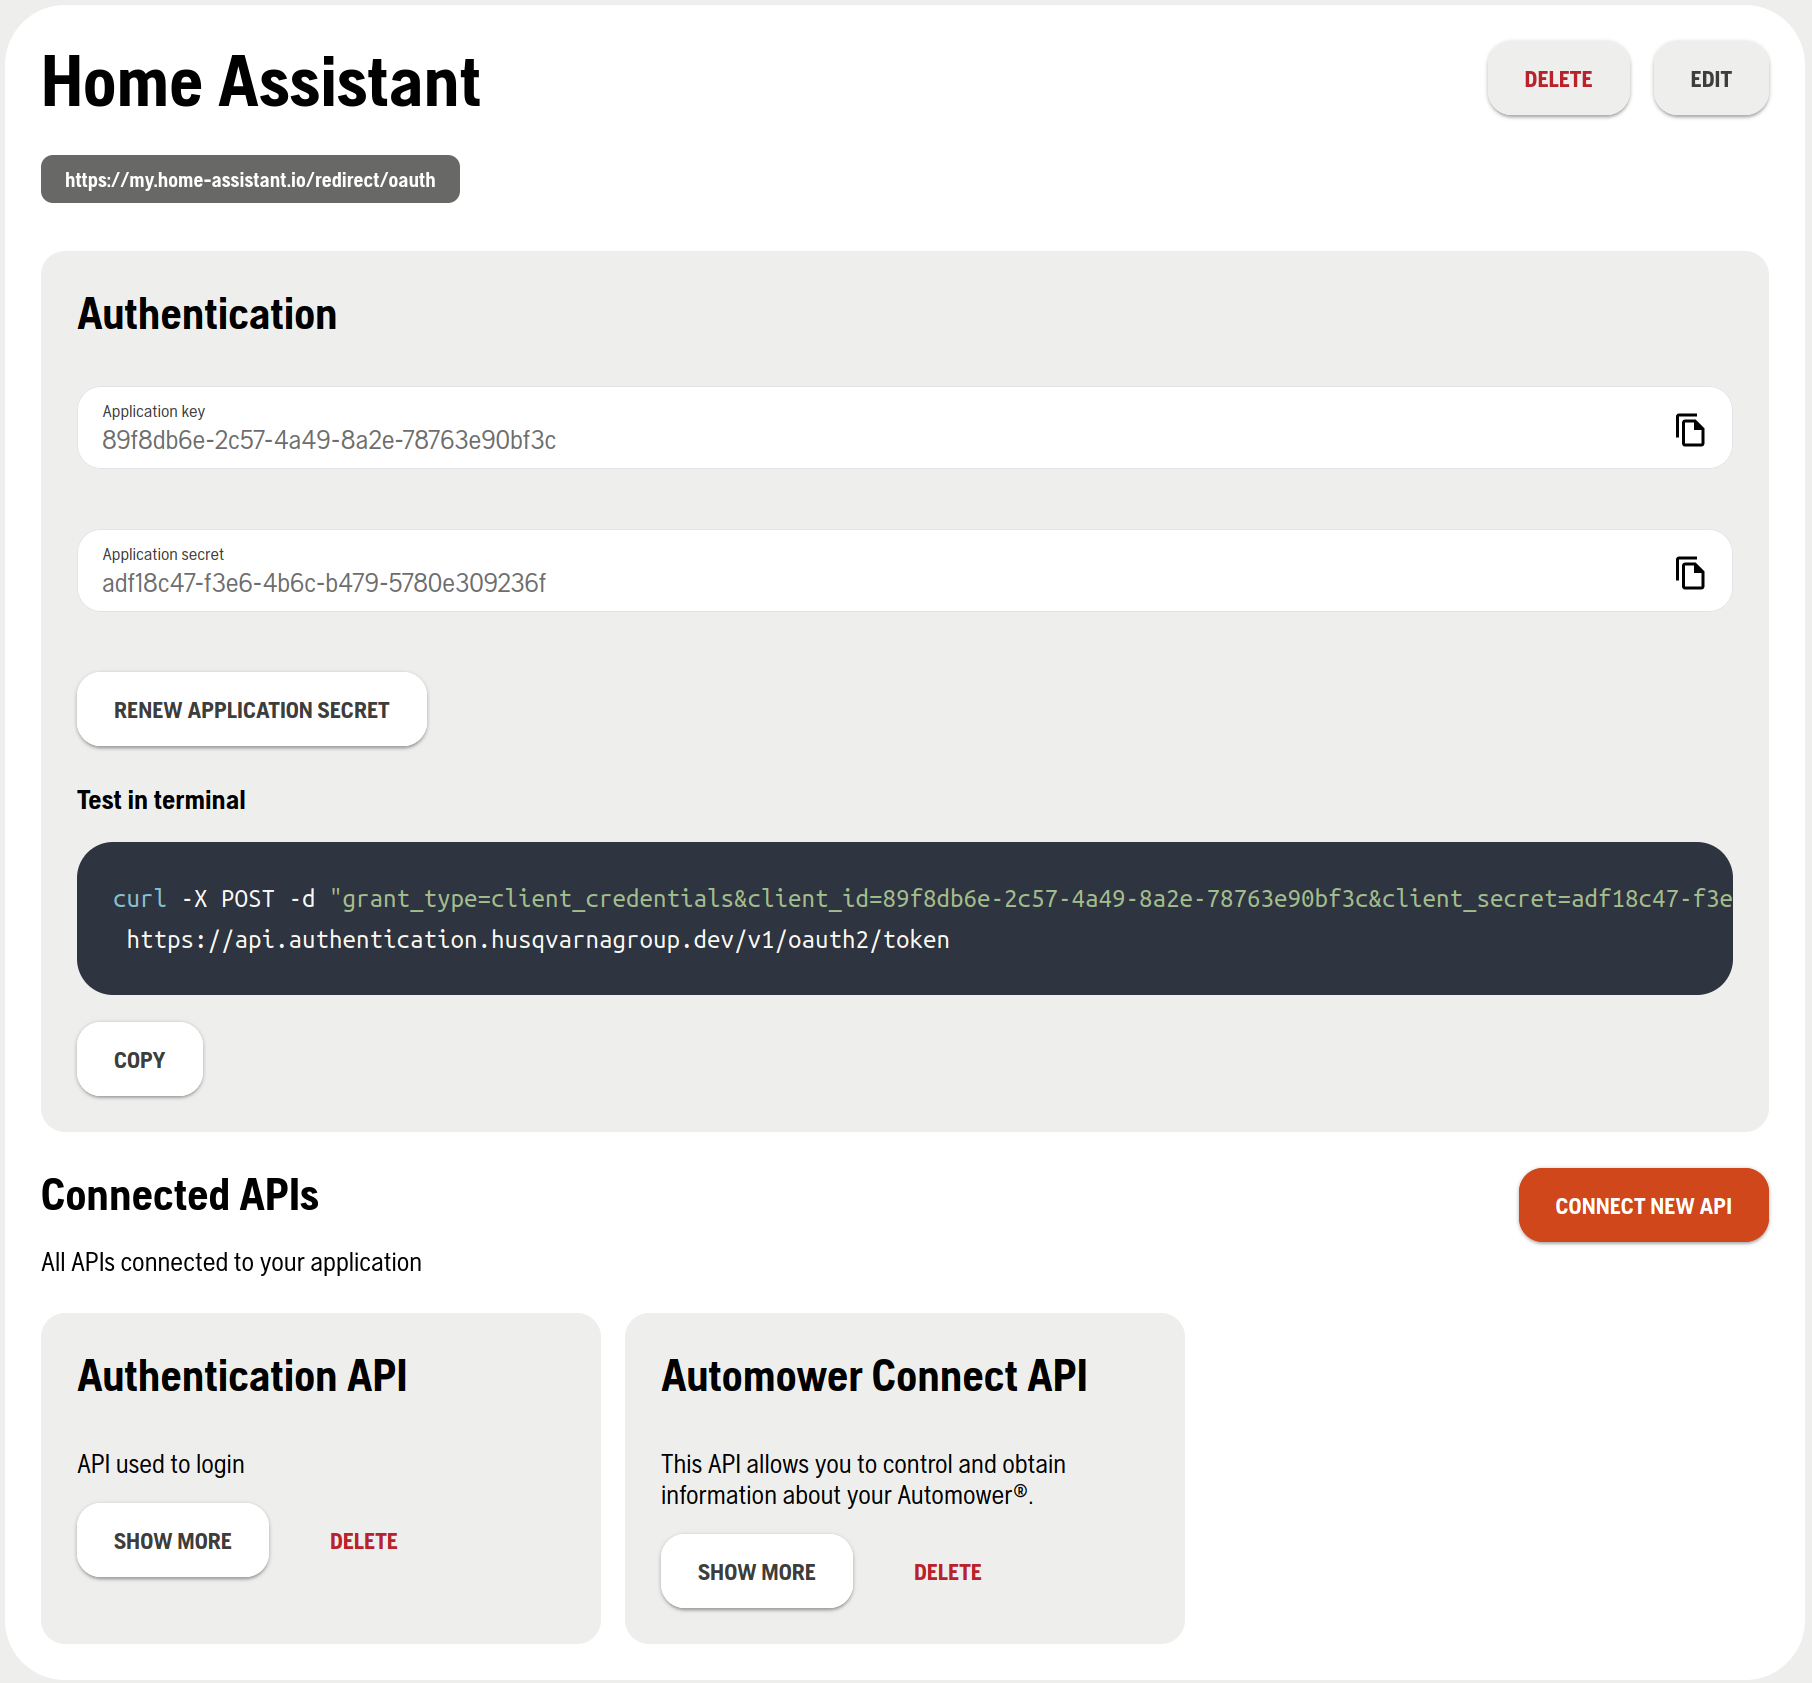 Home Assistant
DELETE
EDIT
https://my.home-assistant.io/redirect/oauth
Authentication
Application key
89f8db6e-2c57-4a49-8a2e-78763e90bf3c
Application secret
adf18c47-f3e6-4b6c-b479-5780e309236f
RENEW APPLICATION SECRET
Test in terminal
curl -X POST -d "grant_type=client_credentials&client_id=89f8db6e-2c57-4a49-8a2e-78763e90bf3c&client_secret=adf18c47-f3e
https://api.authentication.husqvarnagroup.dev/v1/oauth2/token
COPY
Connected APIs
CONNECT NEW API
All APIs connected to your application
Authentication API
API used to login
SHOW MORE
DELETE
Automower Connect API
This API allows you to control and obtain
information about your Automower®.
SHOW MORE
DELETE